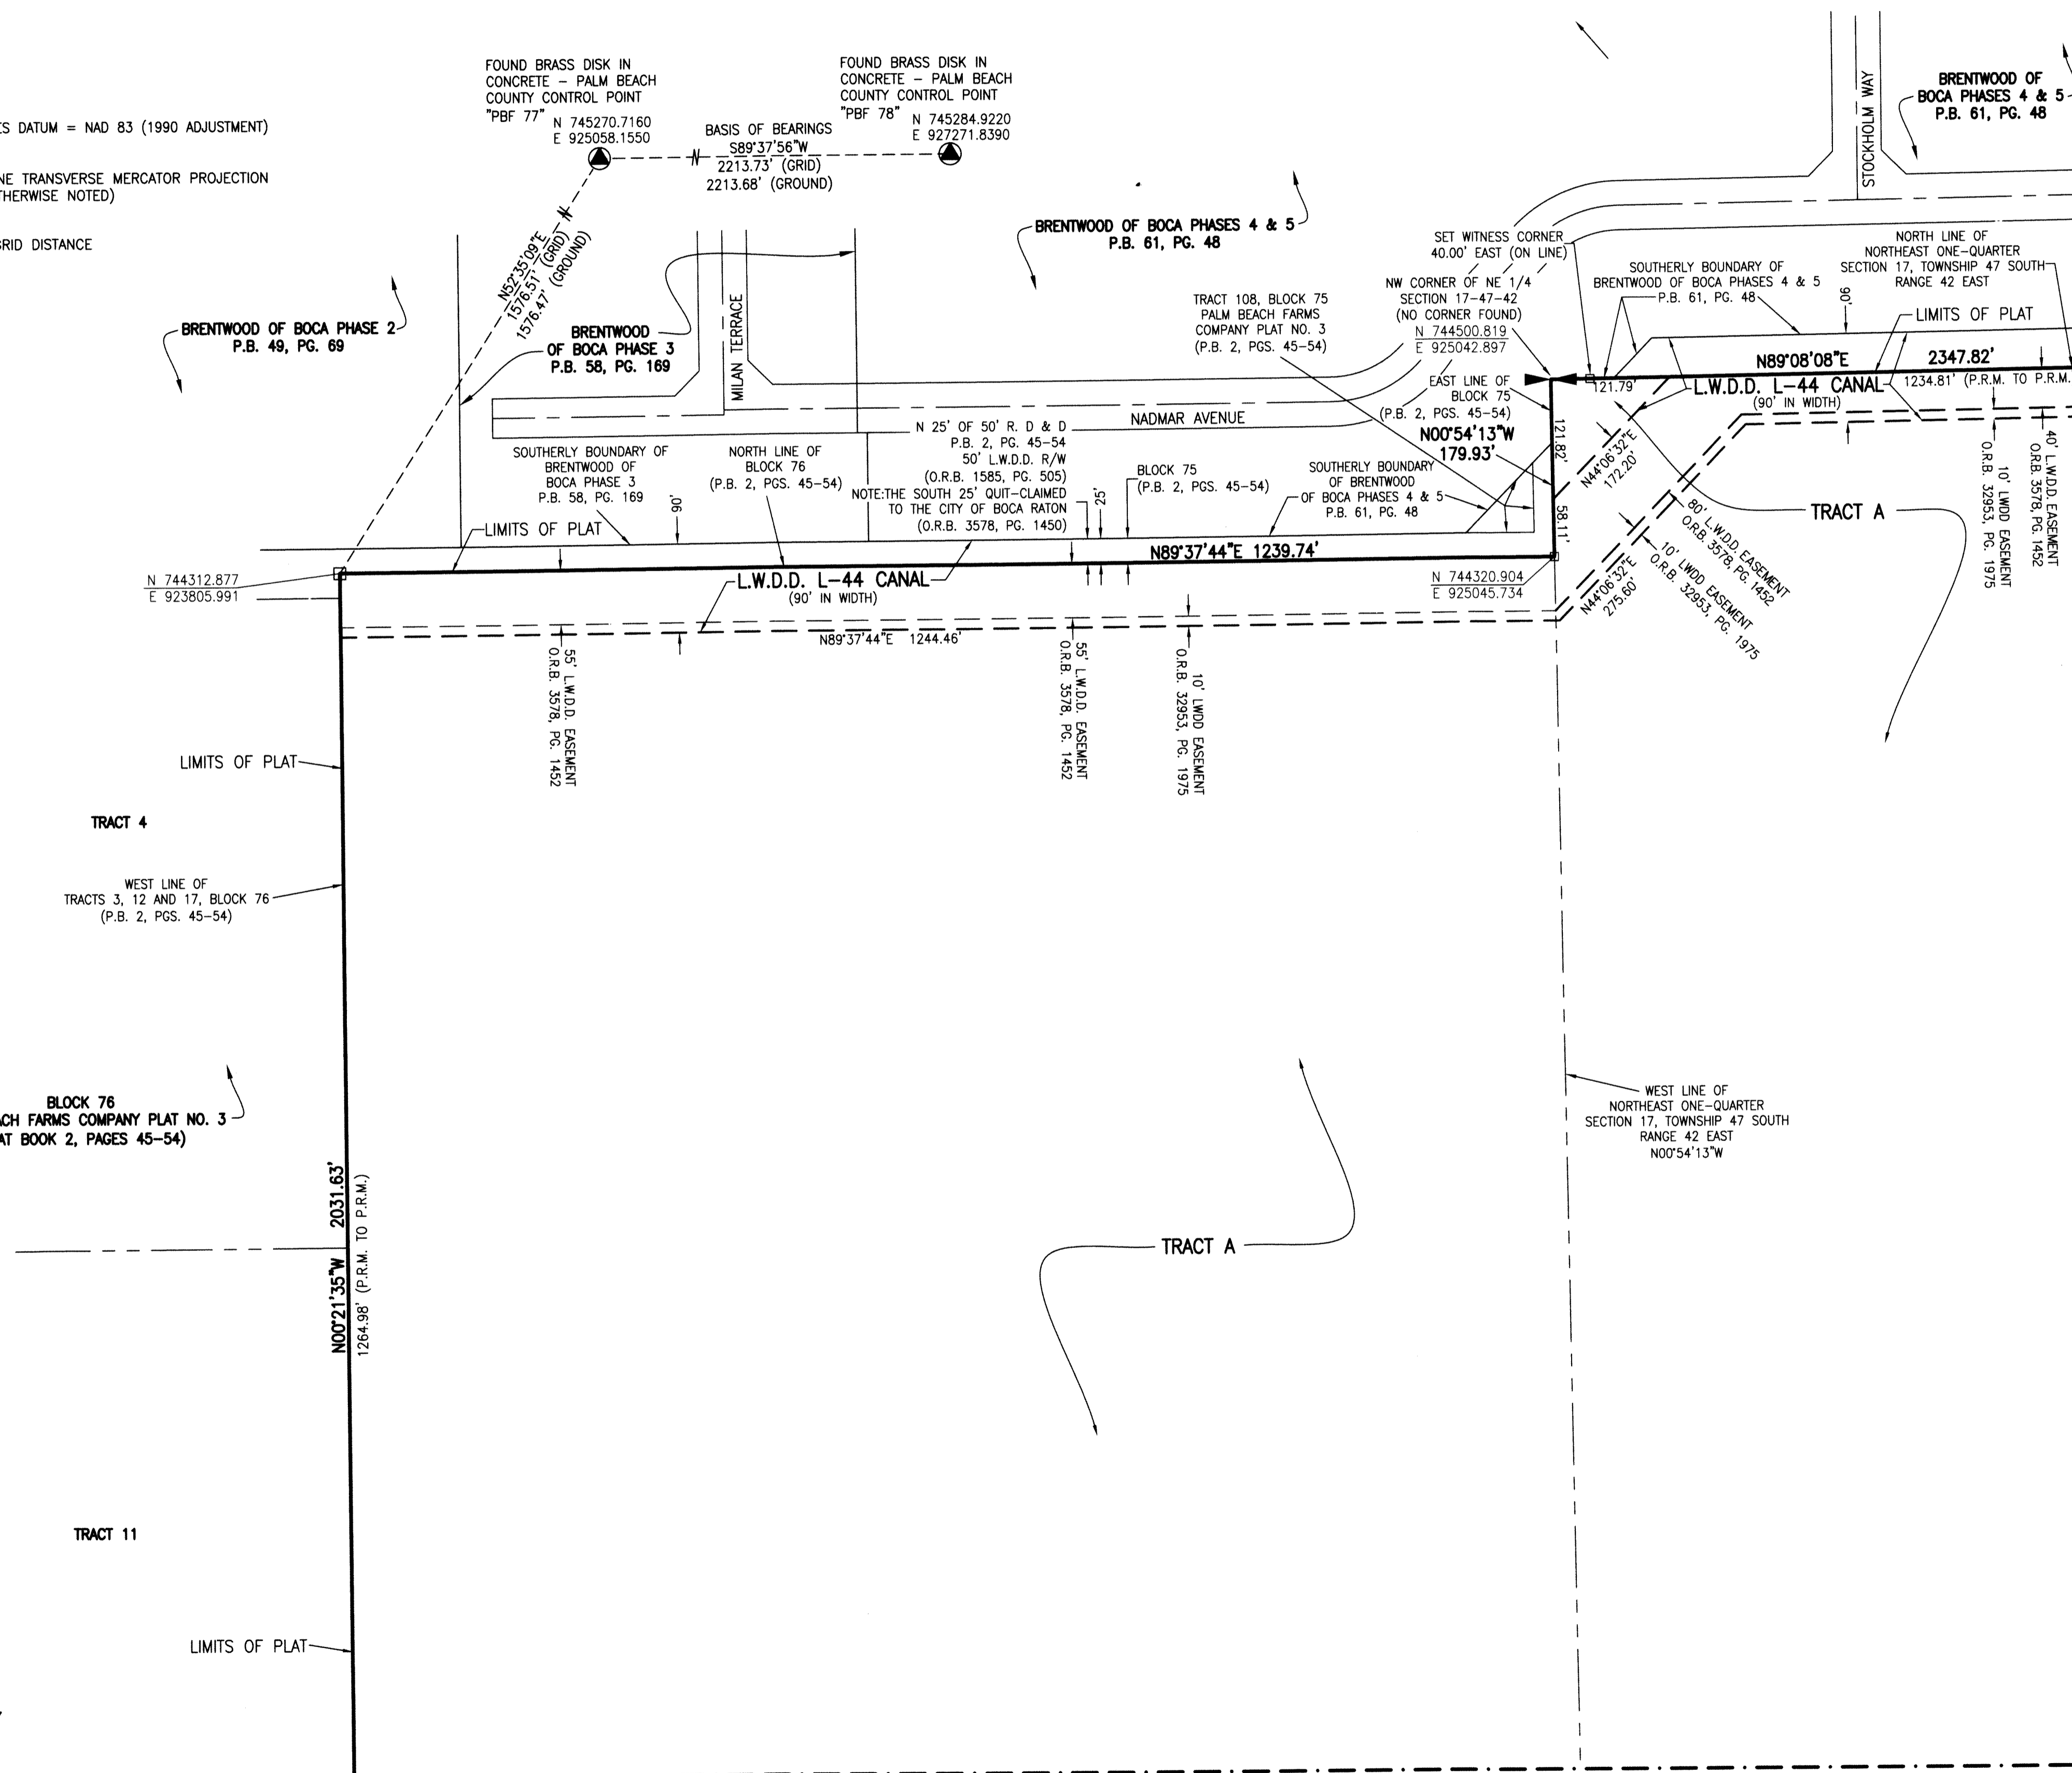 FOUND BRASS DISK IN
CONCRETE – PALM BEACH
COUNTY CONTROL POINT
"PBF 77"
N 745270.7160
E 925058.1550
FOUND BRASS DISK IN
CONCRETE – PALM BEACH
COUNTY CONTROL POINT
"PBF 78"
N 745284.9220
E 927271.8390
BASIS OF BEARINGS
S89°37'56"W
2213.73' (GRID)
2213.68' (GROUND)
DATUM = NAD 83 (1990 ADJUSTMENT)
TRANSVERSE MERCATOR PROJECTION
NOTED)
DISTANCE
N52°35'09"E
1576.51' (GRID)
1576.47' (GROUND)
BRENTWOOD OF BOCA PHASE 2
P.B. 49, PG. 69
BRENTWOOD
OF BOCA PHASE 3
P.B. 58, PG. 169
MILAN TERRACE
BRENTWOOD OF BOCA PHASES 4 & 5
P.B. 61, PG. 48
STOCKHOLM WAY
BRENTWOOD OF
BOCA PHASES 4 & 5
P.B. 61, PG. 48
SET WITNESS CORNER
40.00' EAST (ON LINE)
NW CORNER OF NE 1/4
SECTION 17-47-42
(NO CORNER FOUND)
N 744500.819
E 925042.897
TRACT 108, BLOCK 75
PALM BEACH FARMS
COMPANY PLAT NO. 3
(P.B. 2, PGS. 45-54)
SOUTHERLY BOUNDARY OF
BRENTWOOD OF BOCA PHASES 4 & 5
P.B. 61, PG. 48
90'
NORTH LINE OF
NORTHEAST ONE-QUARTER
SECTION 17, TOWNSHIP 47 SOUTH
RANGE 42 EAST
LIMITS OF PLAT
N89°08'08"E 2347.82'
121.79'
L.W.D.D. L-44 CANAL
(90' IN WIDTH)
1234.81' (P.R.M. TO P.R.M.
EAST LINE OF
BLOCK 75
(P.B. 2, PGS. 45-54)
N00°54'13"W
179.93'
121.82'
58.11'
N44°06'32"E
172.20'
NADMAR AVENUE
N 25' OF 50' R. D & D
P.B. 2, PG. 45-54
50' L.W.D.D. R/W
(O.R.B. 1585, PG. 505)
NOTE:THE SOUTH 25' QUIT-CLAIMED
TO THE CITY OF BOCA RATON
(O.R.B. 3578, PG. 1450)
SOUTHERLY BOUNDARY OF
BRENTWOOD OF
BOCA PHASE 3
P.B. 58, PG. 169
90'
NORTH LINE OF
BLOCK 76
(P.B. 2, PGS. 45-54)
25'
BLOCK 75
(P.B. 2, PGS. 45-54)
SOUTHERLY BOUNDARY
OF BRENTWOOD
OF BOCA PHASES 4 & 5
P.B. 61, PG. 48
LIMITS OF PLAT
N89°37'44"E 1239.74'
L.W.D.D. L-44 CANAL
(90' IN WIDTH)
N 744312.877
E 923805.991
N 744320.904
E 925045.734
N89°37'44"E 1244.46'
N44°06'32"E
275.60'
80' L.W.D.D. EASEMENT
O.R.B. 3578, PG. 1452
10' LWDD EASEMENT
O.R.B. 32953, PG. 1975
TRACT A
10' LWDD EASEMENT
O.R.B. 32953, PG. 1975
40' L.W.D.D. EASEMENT
O.R.B. 3578, PG. 1452
55' L.W.D.D. EASEMENT
O.R.B. 3578, PG. 1452
55' L.W.D.D. EASEMENT
O.R.B. 3578, PG. 1452
10' LWDD EASEMENT
O.R.B. 32953, PG. 1975
LIMITS OF PLAT
TRACT 4
WEST LINE OF
TRACTS 3, 12 AND 17, BLOCK 76
(P.B. 2, PGS. 45-54)
BLOCK 76
FARMS COMPANY PLAT NO. 3
BOOK 2, PAGES 45-54)
N00°21'35"W 2031.63'
1264.98' (P.R.M. TO P.R.M.)
TRACT A
WEST LINE OF
NORTHEAST ONE-QUARTER
SECTION 17, TOWNSHIP 47 SOUTH
RANGE 42 EAST
N00°54'13"W
TRACT 11
LIMITS OF PLAT